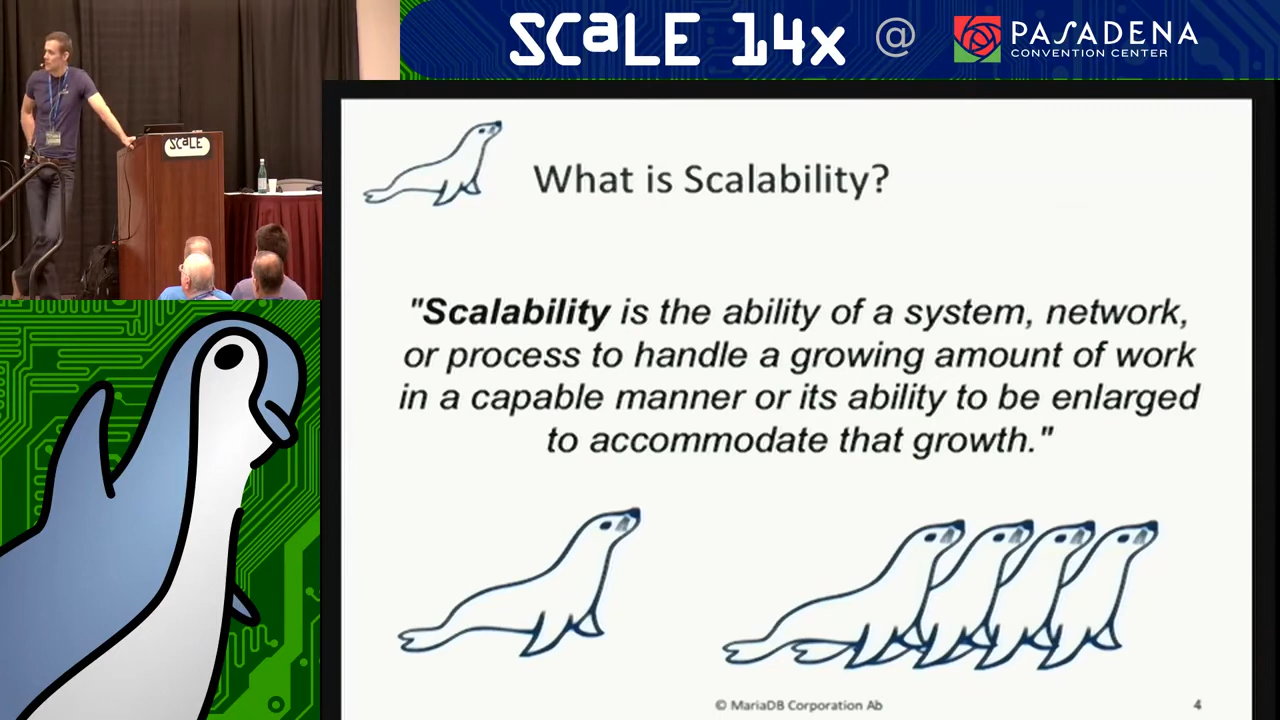 SCaLE 14x @ PASADENA
CONVENTION CENTER
SCaLE
What is Scalability?
"Scalability is the ability of a system, network,
or process to handle a growing amount of work
in a capable manner or its ability to be enlarged
to accommodate that growth."
© MariaDB Corporation Ab 4